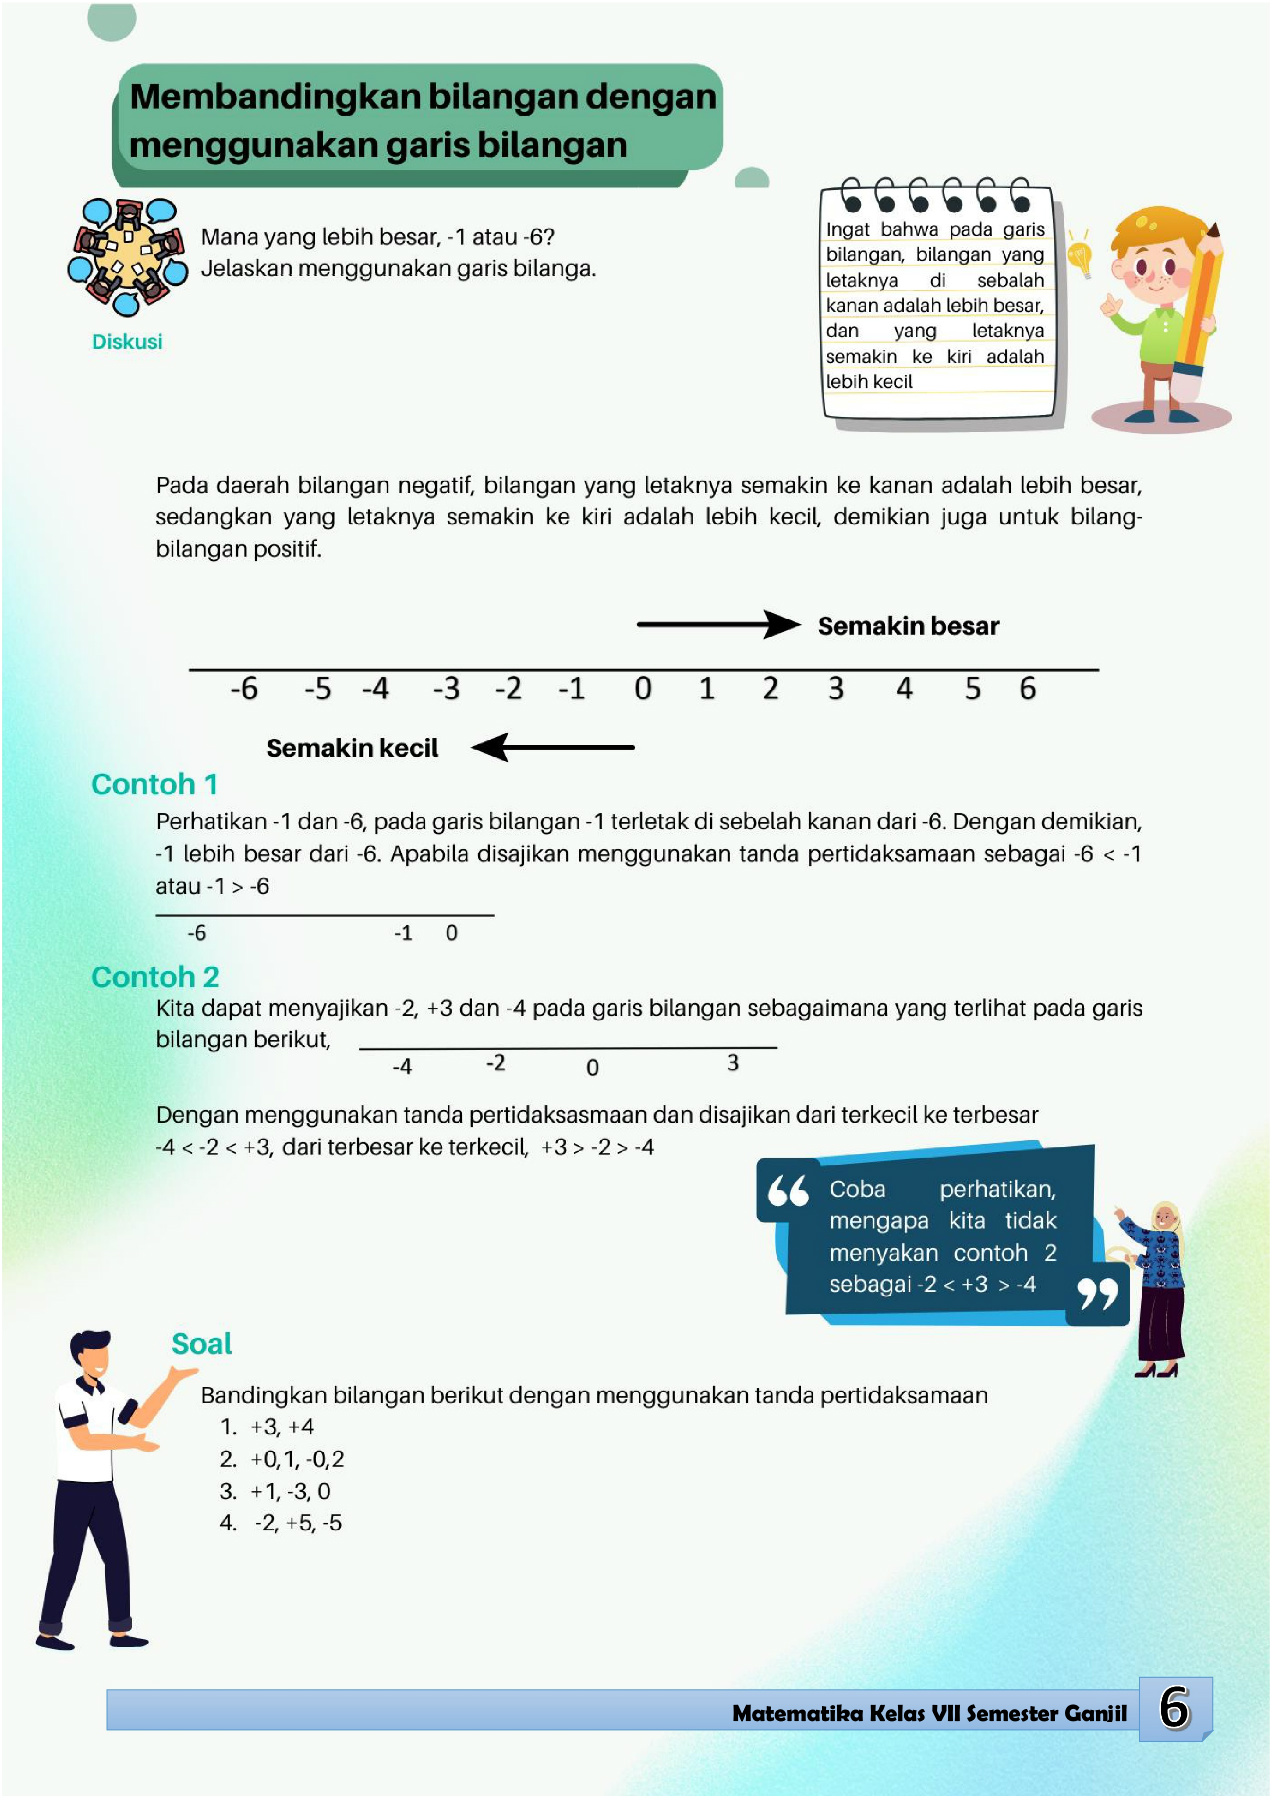 Membandingkan bilangan dengan
menggunakan garis bilangan
Mana yang lebih besar, -1 atau -6?
Jelaskan menggunakan garis bilanga.
Diskusi
Ingat bahwa pada garis
bilangan, bilangan yang
letaknya di sebalah
kanan adalah lebih besar,
dan yang letaknya
semakin ke kiri adalah
lebih kecil
Pada daerah bilangan negatif, bilangan yang letaknya semakin ke kanan adalah lebih besar,
sedangkan yang letaknya semakin ke kiri adalah lebih kecil, demikian juga untuk bilang-
bilangan positif.
Semakin besar
-6 -5 -4 -3 -2 -1 0 1 2 3 4 5 6
Semakin kecil
Contoh 1
Perhatikan -1 dan -6, pada garis bilangan -1 terletak di sebelah kanan dari -6. Dengan demikian,
-1 lebih besar dari -6. Apabila disajikan menggunakan tanda pertidaksamaan sebagai -6 < -1
atau -1 > -6
-6 -1 0
Contoh 2
Kita dapat menyajikan -2, +3 dan -4 pada garis bilangan sebagaimana yang terlihat pada garis
bilangan berikut,
-4 -2 0 3
Dengan menggunakan tanda pertidaksasmaan dan disajikan dari terkecil ke terbesar
-4 < -2 < +3, dari terbesar ke terkecil, +3 > -2 > -4
“ Coba perhatikan,
mengapa kita tidak
menyakan contoh 2
sebagai -2 < +3 > -4 ”
Soal
Bandingkan bilangan berikut dengan menggunakan tanda pertidaksamaan
1. +3, +4
2. +0,1, -0,2
3. +1, -3, 0
4. -2, +5, -5
Matematika Kelas VII Semester Ganjil 6